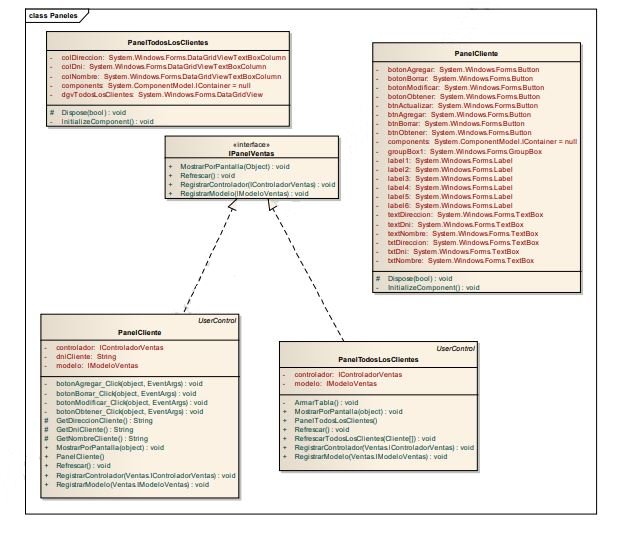 class Paneles
PanelTodosLosClientes
- colDireccion: System.Windows.Forms.DataGridViewTextBoxColumn
- colDni: System.Windows.Forms.DataGridViewTextBoxColumn
- colNombre: System.Windows.Forms.DataGridViewTextBoxColumn
- components: System.ComponentModel.IContainer = null
- dgvTodosLosClientes: System.Windows.Forms.DataGridView
# Dispose(bool) : void
- InitializeComponent() : void
PanelCliente
- botonAgregar: System.Windows.Forms.Button
- botonBorrar: System.Windows.Forms.Button
- botonModificar: System.Windows.Forms.Button
- botonObtener: System.Windows.Forms.Button
- btnActualizar: System.Windows.Forms.Button
- btnAgregar: System.Windows.Forms.Button
- btnBorrar: System.Windows.Forms.Button
- btnObtener: System.Windows.Forms.Button
- components: System.ComponentModel.IContainer = null
- groupBox1: System.Windows.Forms.GroupBox
- label1: System.Windows.Forms.Label
- label2: System.Windows.Forms.Label
- label3: System.Windows.Forms.Label
- label4: System.Windows.Forms.Label
- label5: System.Windows.Forms.Label
- label6: System.Windows.Forms.Label
- textDireccion: System.Windows.Forms.TextBox
- textDni: System.Windows.Forms.TextBox
- textNombre: System.Windows.Forms.TextBox
- txtDireccion: System.Windows.Forms.TextBox
- txtDni: System.Windows.Forms.TextBox
- txtNombre: System.Windows.Forms.TextBox
# Dispose(bool) : void
- InitializeComponent() : void
«interface»
IPanelVentas
+ MostrarPorPantalla(Object) : void
+ Refrescar() : void
+ RegistrarControlador(IControladorVentas) : void
+ RegistrarModelo(IModeloVentas) : void
UserControl
PanelCliente
- controlador: IControladorVentas
- dniCliente: String
- modelo: IModeloVentas
- botonAgregar_Click(object, EventArgs) : void
- botonBorrar_Click(object, EventArgs) : void
- botonModificar_Click(object, EventArgs) : void
- botonObtener_Click(object, EventArgs) : void
# GetDireccionCliente() : String
# GetDniCliente() : String
# GetNombreCliente() : String
+ MostrarPorPantalla(object) : void
+ PanelCliente()
+ Refrescar() : void
+ RegistrarControlador(Ventas.IControladorVentas) : void
+ RegistrarModelo(Ventas.IModeloVentas) : void
UserControl
PanelTodosLosClientes
- controlador: IControladorVentas
- modelo: IModeloVentas
- ArmarTabla() : void
+ MostrarPorPantalla(object) : void
+ PanelTodosLosClientes()
+ Refrescar() : void
+ RefrescarTodosLosClientes(Cliente[]) : void
+ RegistrarControlador(Ventas.IControladorVentas) : void
+ RegistrarModelo(Ventas.IModeloVentas) : void